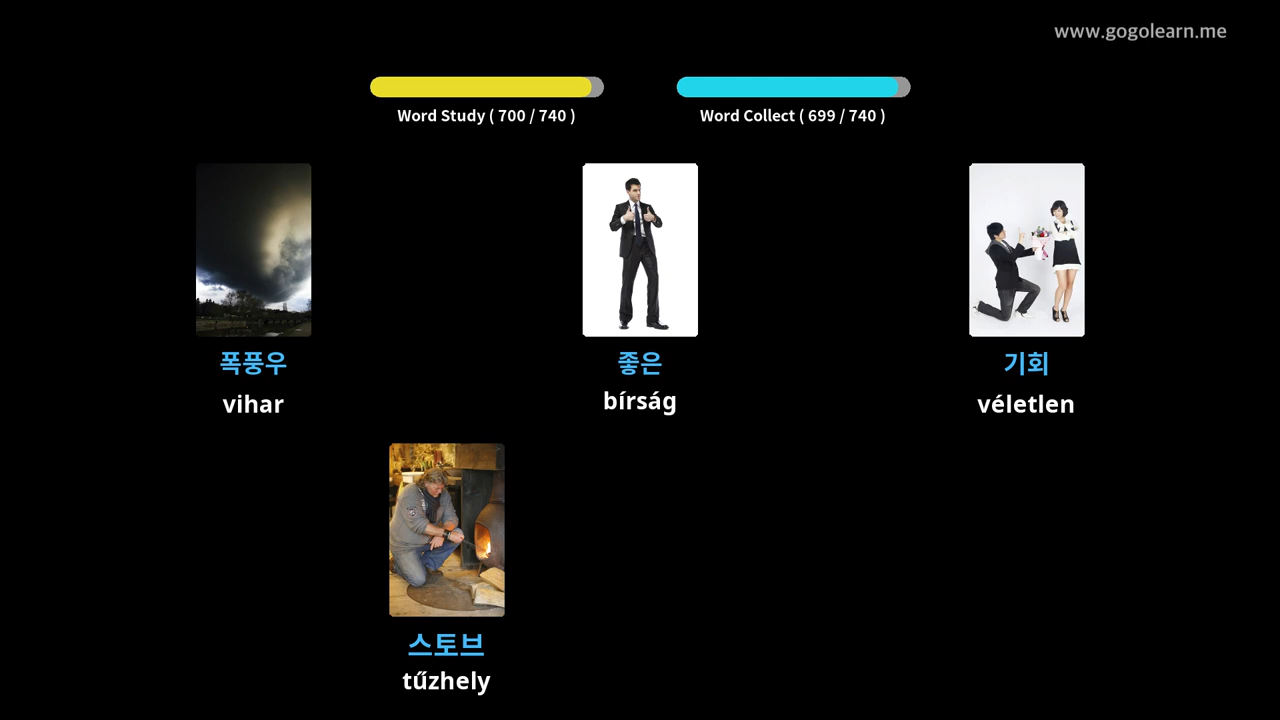 www.gogolearn.me
Word Study ( 700 / 740 )
Word Collect ( 699 / 740 )
폭풍우
좋은
기회
vihar
bírság
véletlen
스토브
tűzhely